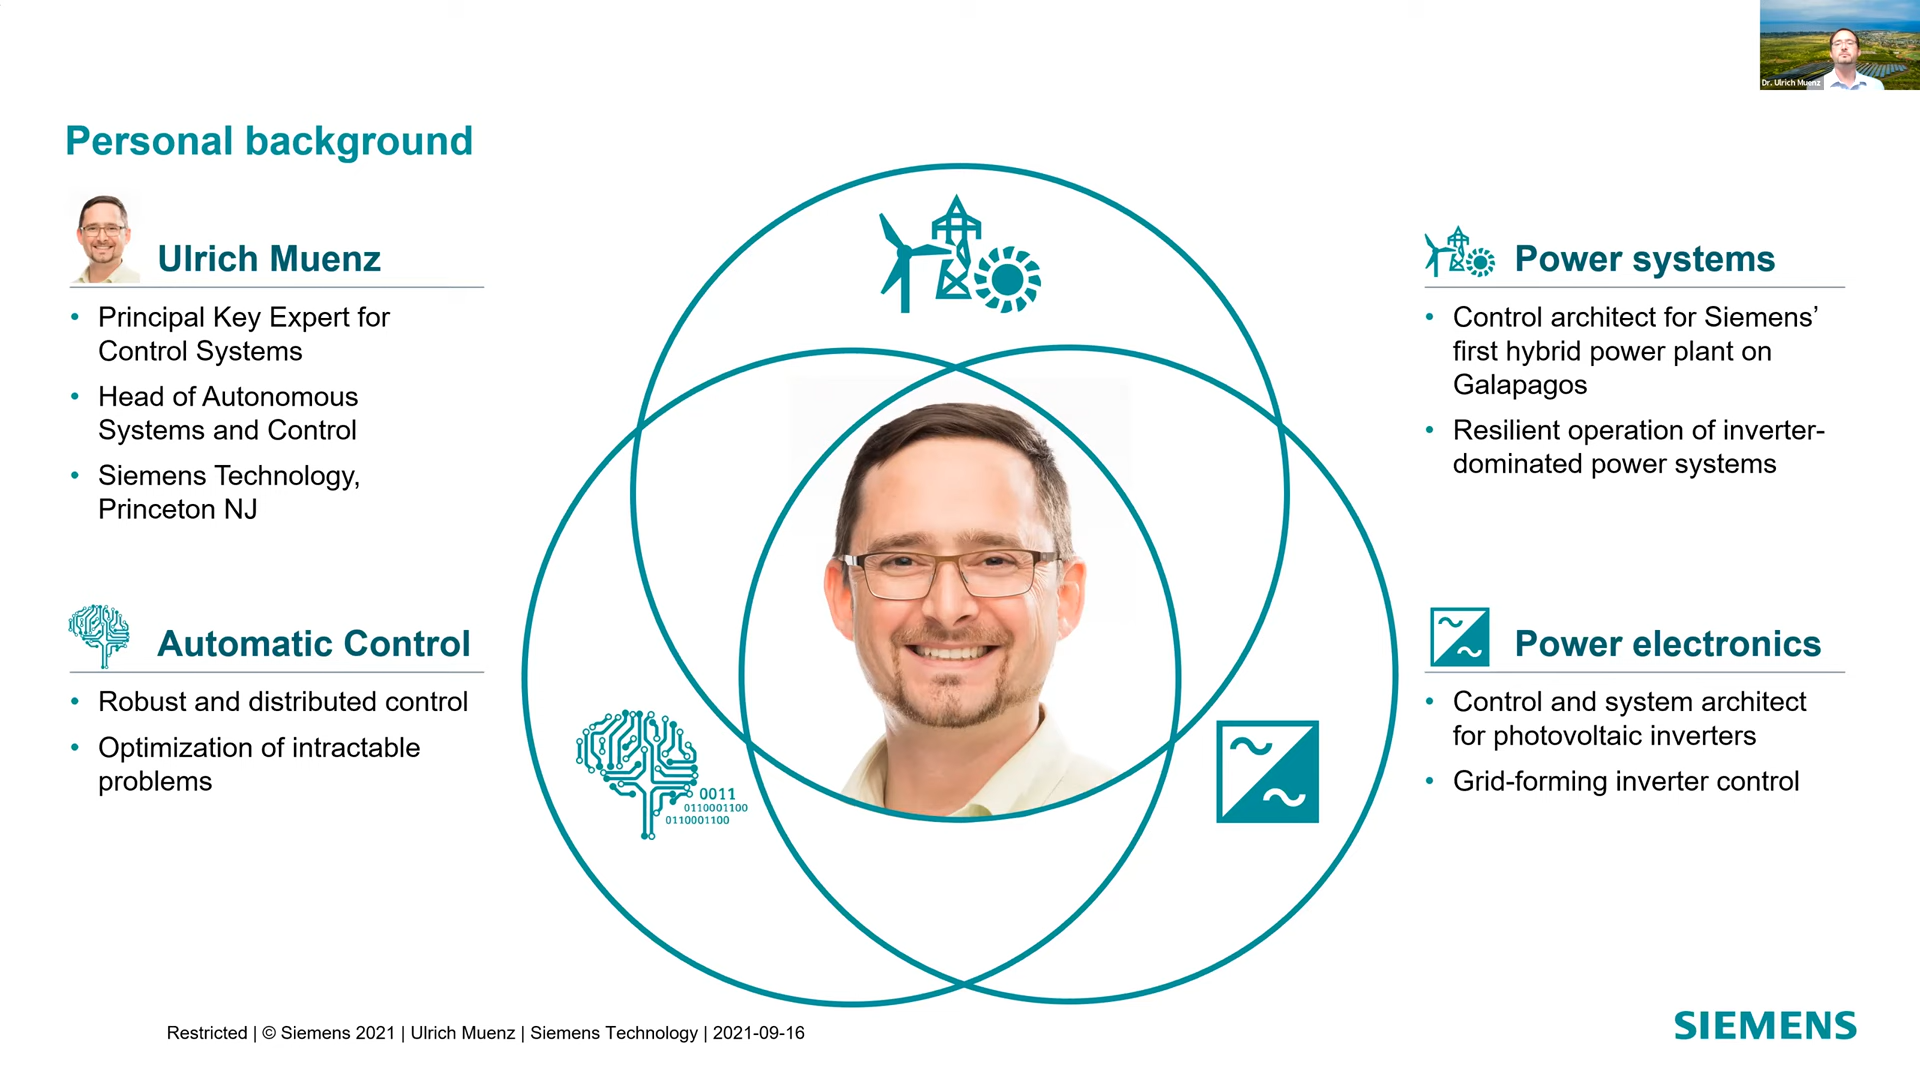 Dr. Ulrich Muenz
Personal background
Ulrich Muenz
• Principal Key Expert for
Control Systems
• Head of Autonomous
Systems and Control
• Siemens Technology,
Princeton NJ
Automatic Control
• Robust and distributed control
• Optimization of intractable
problems
0011
0110001100
0110001100
Power systems
• Control architect for Siemens’
first hybrid power plant on
Galapagos
• Resilient operation of inverter-
dominated power systems
Power electronics
• Control and system architect
for photovoltaic inverters
• Grid-forming inverter control
Restricted | © Siemens 2021 | Ulrich Muenz | Siemens Technology | 2021-09-16
SIEMENS